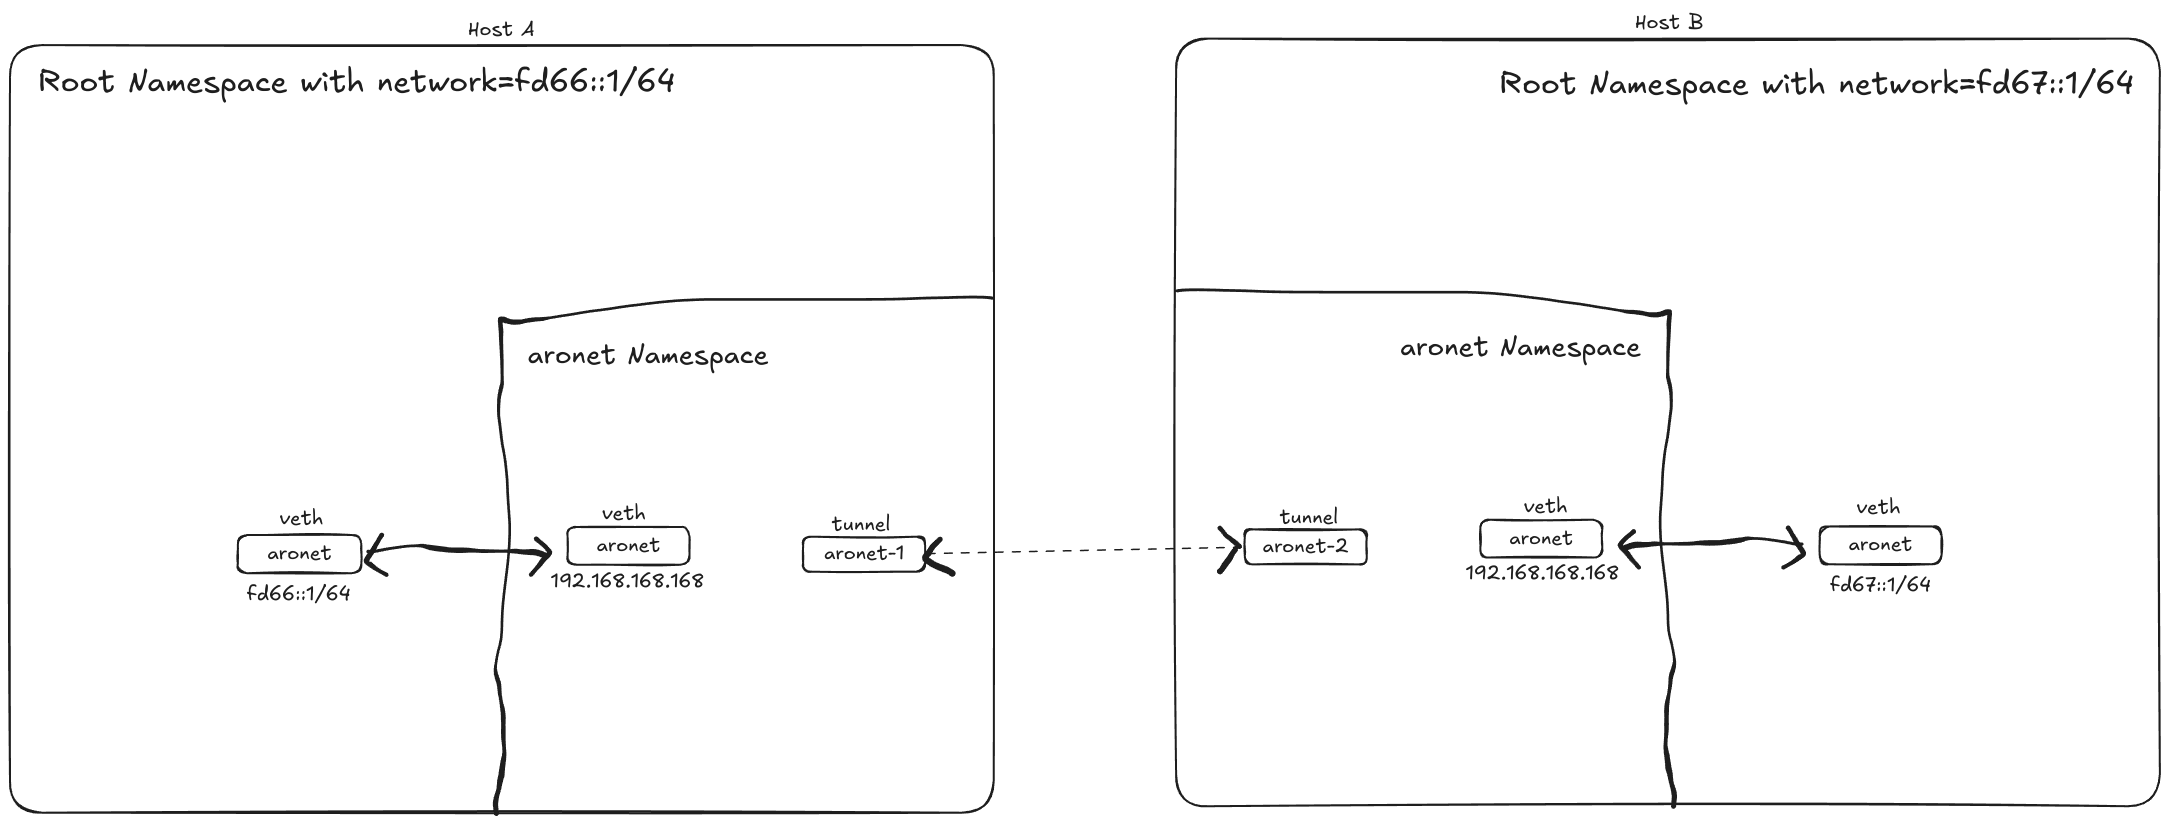 Host A
Root Namespace with network=fd66::1/64
aronet Namespace
veth
aronet
fd66::1/64
veth
aronet
192.168.168.168
tunnel
aronet-1
Host B
Root Namespace with network=fd67::1/64
aronet Namespace
tunnel
aronet-2
veth
aronet
192.168.168.168
veth
aronet
fd67::1/64